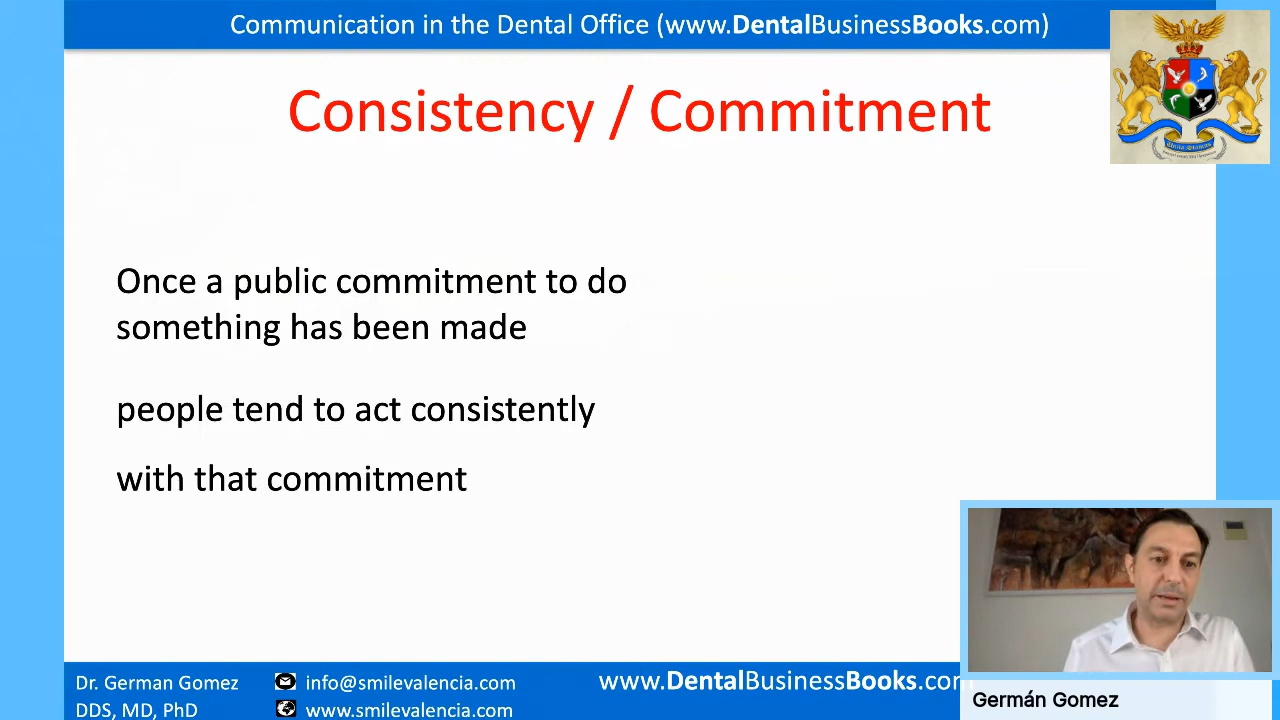 Communication in the Dental Office (www.DentalBusinessBooks.com)
Consistency / Commitment
Once a public commitment to do
something has been made
people tend to act consistently
with that commitment
Dr. German Gomez
DDS, MD, PhD
info@smilevalencia.com
www.smilevalencia.com
www.DentalBusinessBooks.com
Germán Gomez